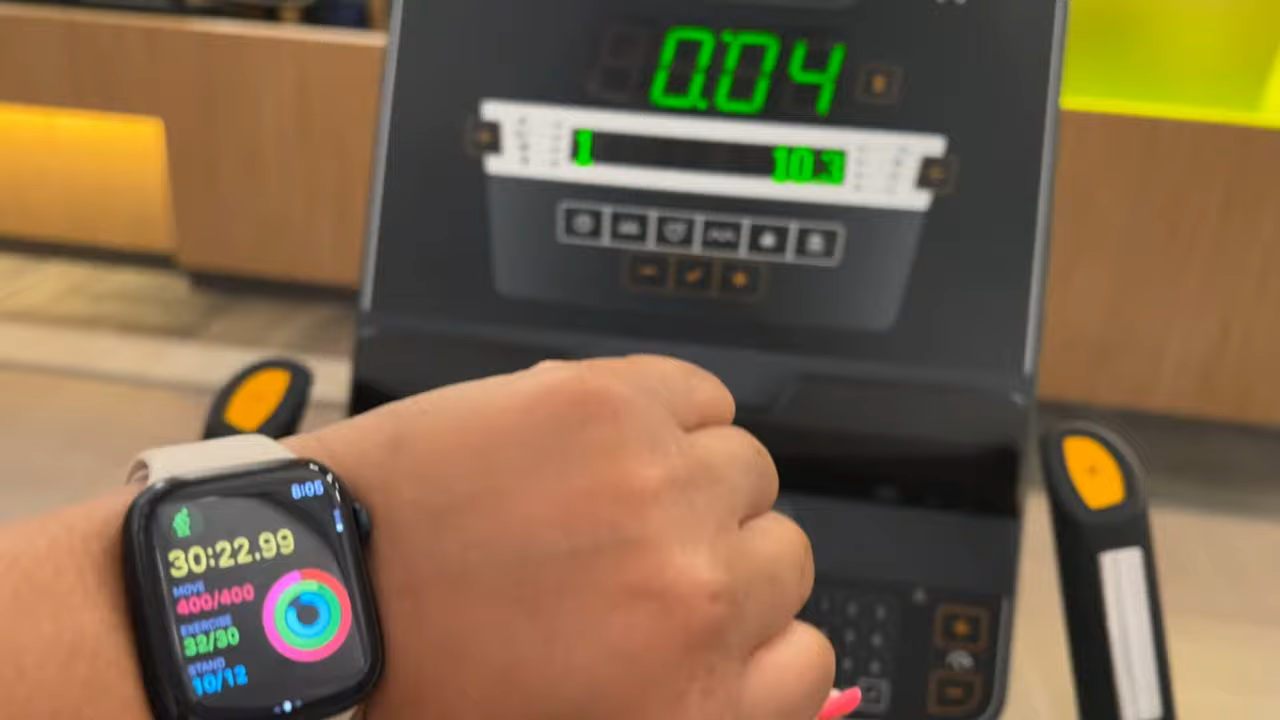 0:04
1 10.3
8:05
30:22.99
MOVE
400/400
EXERCISE
32/30
STAND
10/12